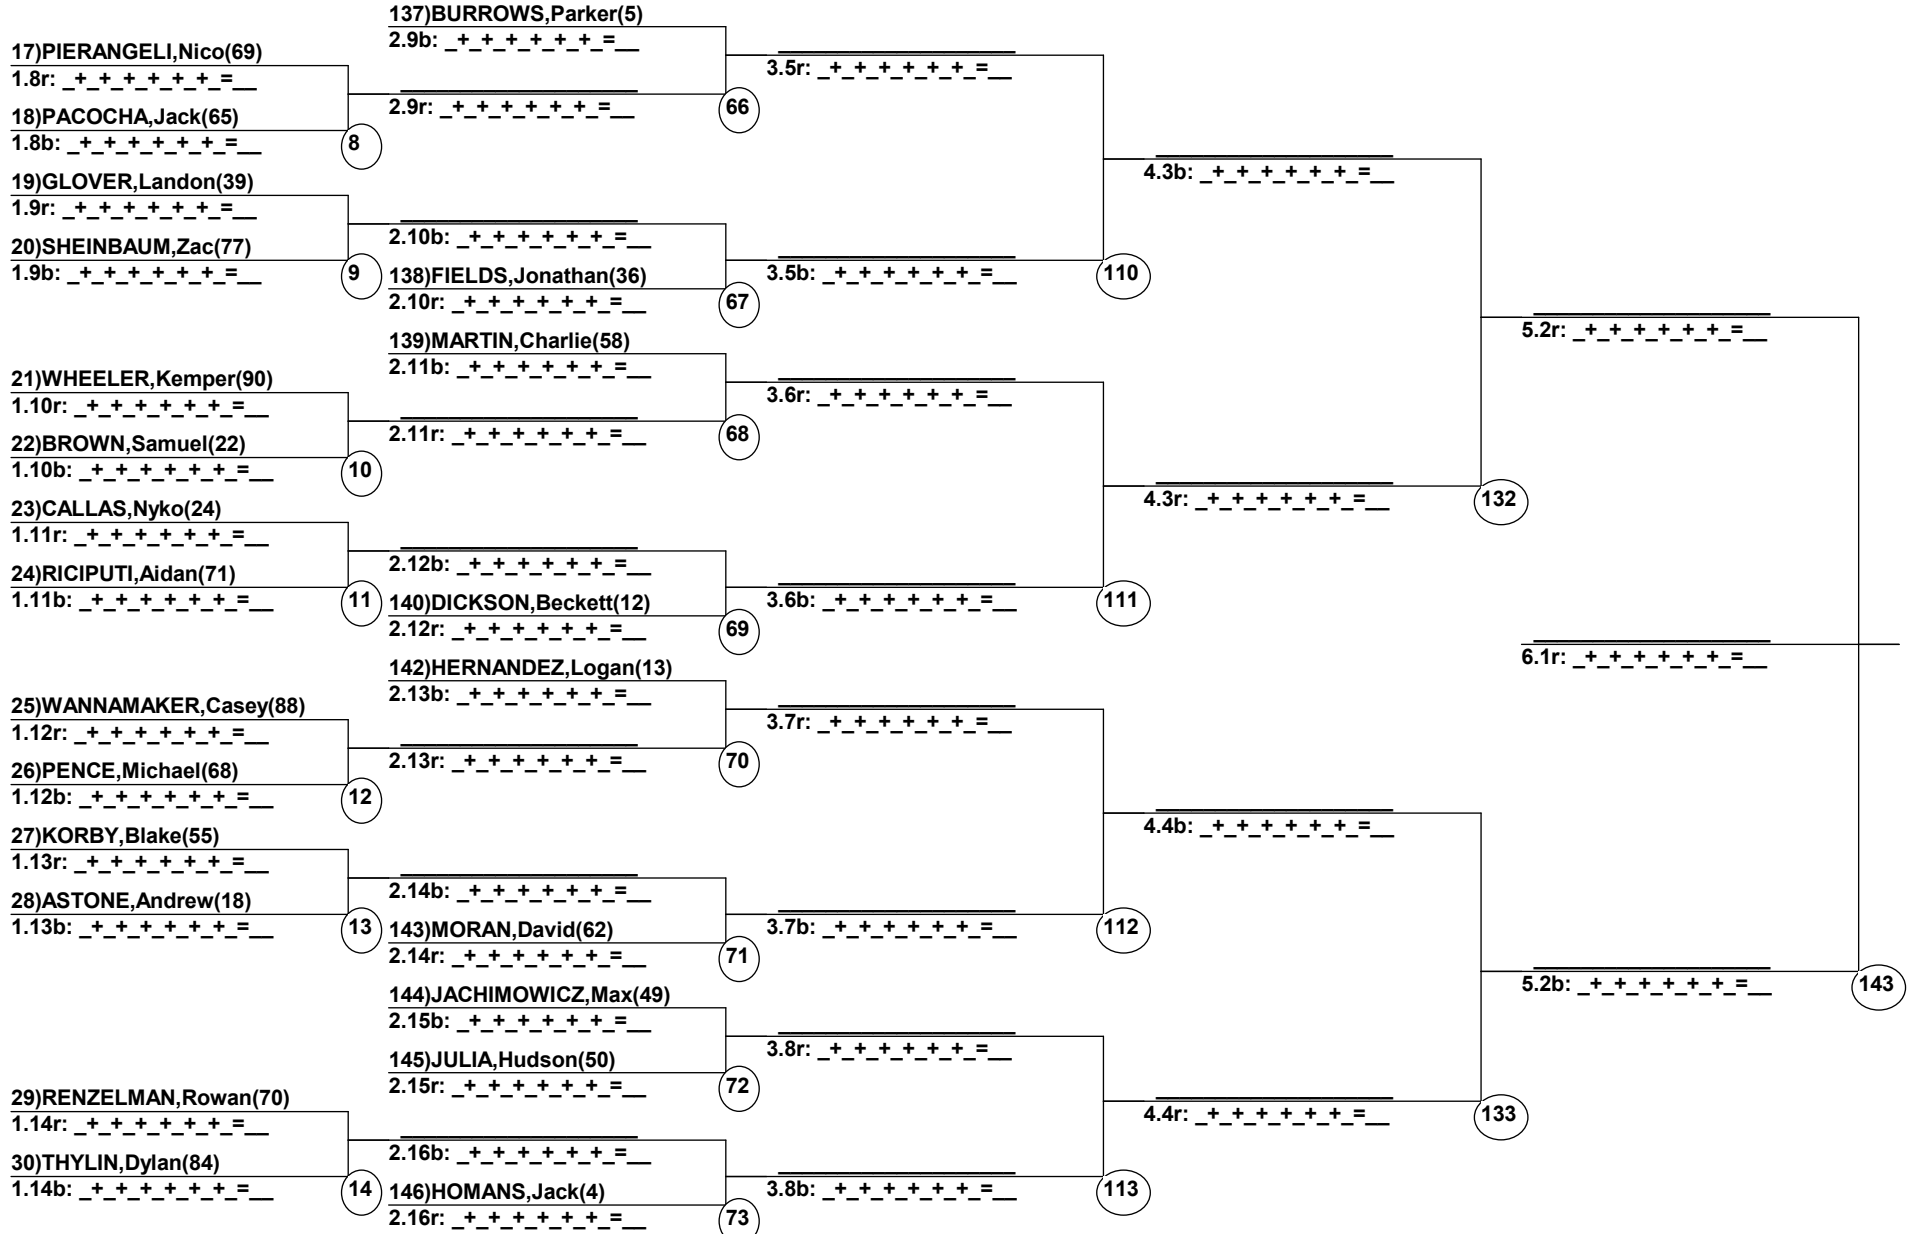 137)BURROWS,Parker(5)
2.9b: _+_+_+_+_+_=__
17)PIERANGELI,Nico(69)
1.8r: _+_+_+_+_+_=__
3.5r: _+_+_+_+_+_=__
2.9r: _+_+_+_+_+_=__
66
18)PACOCHA,Jack(65)
1.8b: _+_+_+_+_+_=__
8
4.3b: _+_+_+_+_+_=__
19)GLOVER,Landon(39)
1.9r: _+_+_+_+_+_=__
2.10b: _+_+_+_+_+_=__
20)SHEINBAUM,Zac(77)
1.9b: _+_+_+_+_+_=__
9
138)FIELDS,Jonathan(36)
2.10r: _+_+_+_+_+_=__
67
3.5b: _+_+_+_+_+_=__
110
5.2r: _+_+_+_+_+_=__
139)MARTIN,Charlie(58)
2.11b: _+_+_+_+_+_=__
21)WHEELER,Kemper(90)
1.10r: _+_+_+_+_+_=__
3.6r: _+_+_+_+_+_=__
2.11r: _+_+_+_+_+_=__
68
22)BROWN,Samuel(22)
1.10b: _+_+_+_+_+_=__
10
4.3r: _+_+_+_+_+_=__
132
23)CALLAS,Nyko(24)
1.11r: _+_+_+_+_+_=__
2.12b: _+_+_+_+_+_=__
24)RICIPUTI,Aidan(71)
1.11b: _+_+_+_+_+_=__
11
140)DICKSON,Beckett(12)
2.12r: _+_+_+_+_+_=__
69
3.6b: _+_+_+_+_+_=__
111
6.1r: _+_+_+_+_+_=__
142)HERNANDEZ,Logan(13)
2.13b: _+_+_+_+_+_=__
25)WANNAMAKER,Casey(88)
1.12r: _+_+_+_+_+_=__
3.7r: _+_+_+_+_+_=__
2.13r: _+_+_+_+_+_=__
70
26)PENCE,Michael(68)
1.12b: _+_+_+_+_+_=__
12
4.4b: _+_+_+_+_+_=__
27)KORBY,Blake(55)
1.13r: _+_+_+_+_+_=__
2.14b: _+_+_+_+_+_=__
28)ASTONE,Andrew(18)
1.13b: _+_+_+_+_+_=__
13
143)MORAN,David(62)
2.14r: _+_+_+_+_+_=__
71
3.7b: _+_+_+_+_+_=__
112
5.2b: _+_+_+_+_+_=__
143
144)JACHIMOWICZ,Max(49)
2.15b: _+_+_+_+_+_=__
3.8r: _+_+_+_+_+_=__
145)JULIA,Hudson(50)
2.15r: _+_+_+_+_+_=__
72
29)RENZELMAN,Rowan(70)
1.14r: _+_+_+_+_+_=__
4.4r: _+_+_+_+_+_=__
133
2.16b: _+_+_+_+_+_=__
30)THYLIN,Dylan(84)
1.14b: _+_+_+_+_+_=__
14
146)HOMANS,Jack(4)
2.16r: _+_+_+_+_+_=__
73
3.8b: _+_+_+_+_+_=__
113